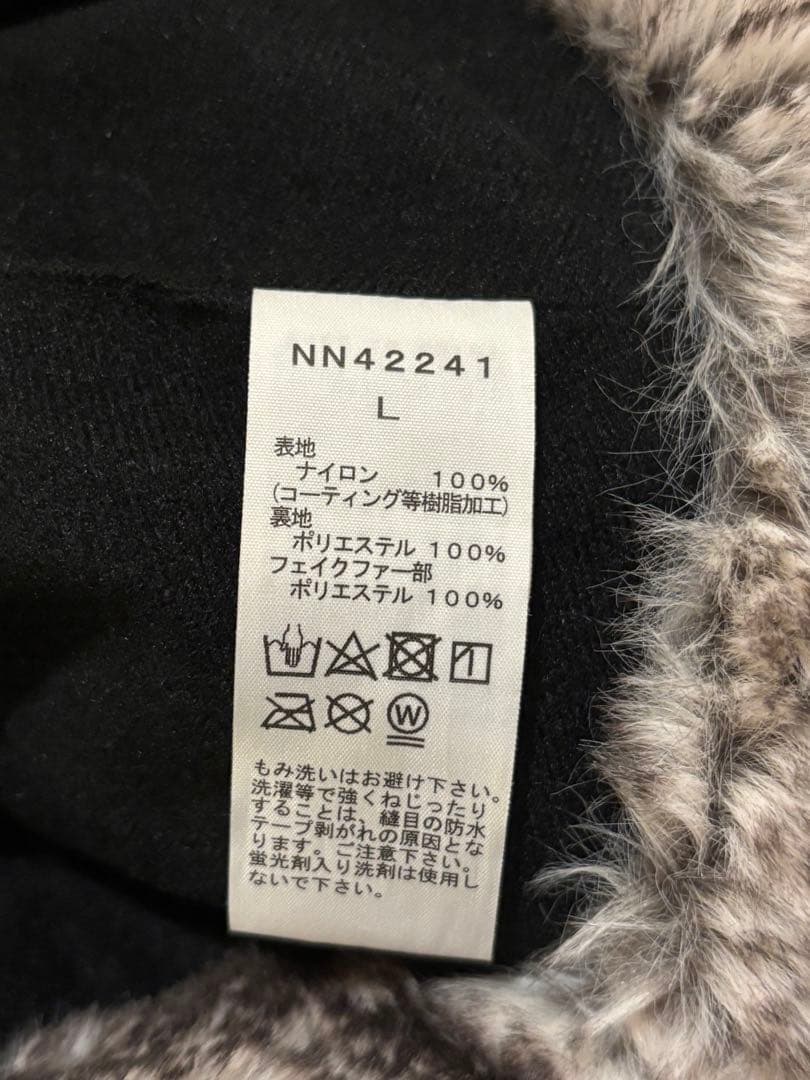 NN42241
L
表地
ナイロン 100%
(コーティング等樹脂加工)
裏地
ポリエステル 100%
フェイクファー部
ポリエステル 100%
W
もみ洗いはお避け下さい。
洗濯等で強くねじったり
することは、縫目の防水
テープ剥がれの原因とな
ります。ご注意下さい。
蛍光剤入り洗剤は使用し
ないで下さい。